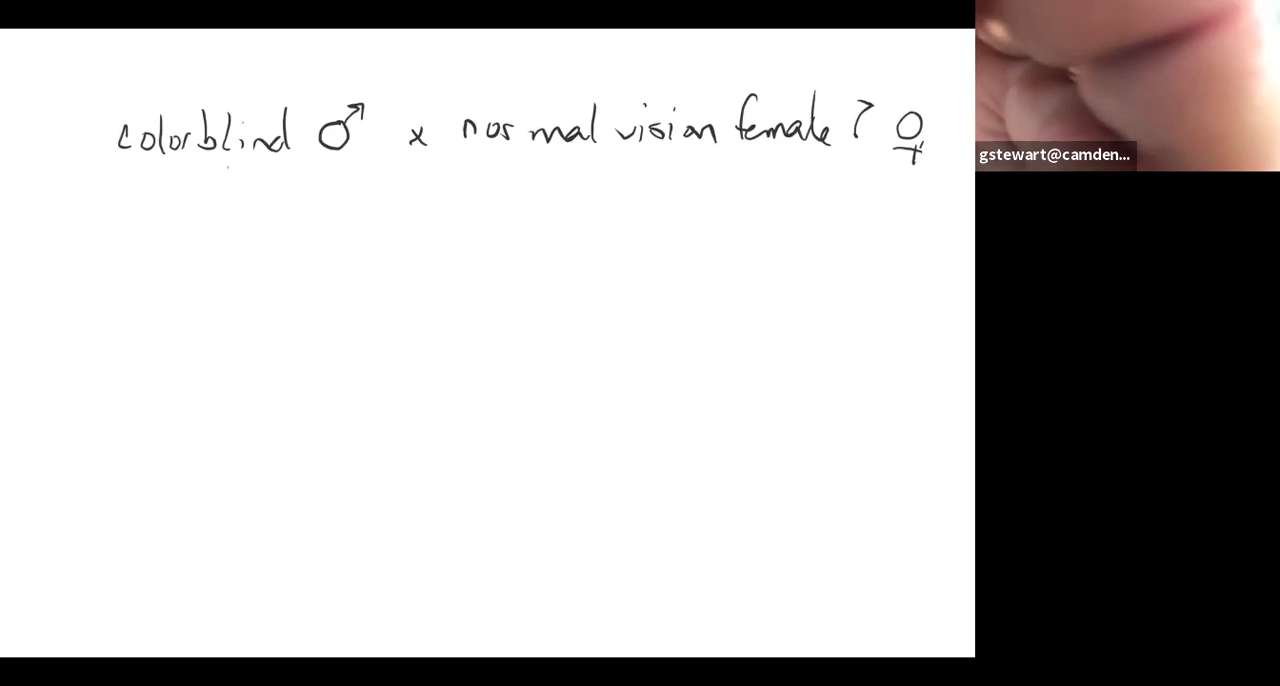 colorblind ♂ x normal vision female? ♀
gstewart@camden...